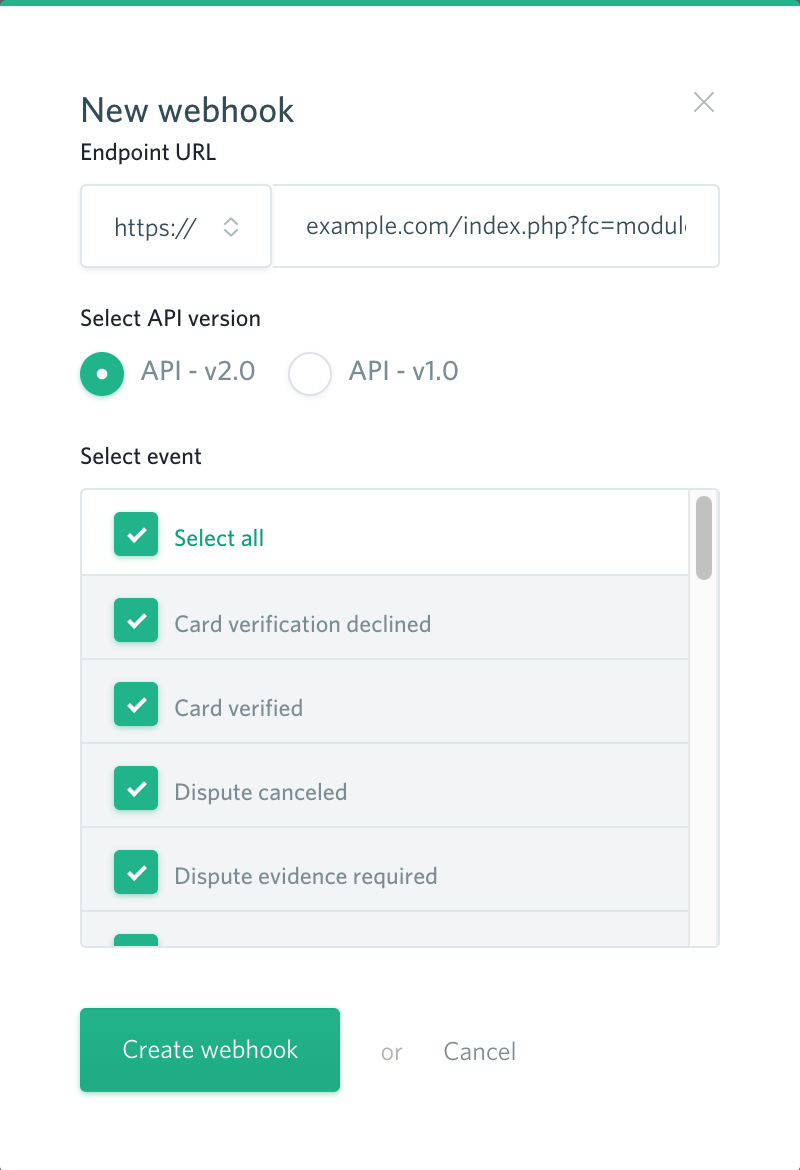 New webhook
Endpoint URL
https:// example.com/index.php?fc=modul
Select API version
API - v2.0 API - v1.0
Select event
Select all
Card verification declined
Card verified
Dispute canceled
Dispute evidence required
Create webhook or Cancel